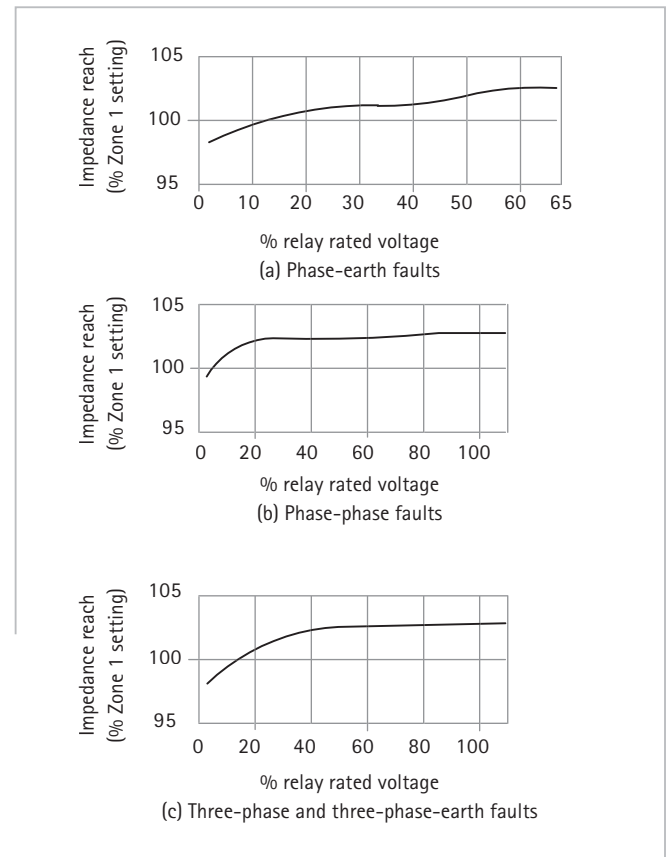 Impedance reach
(% Zone 1 setting)
105
100
95
0 10 20 30 40 50 60 65
% relay rated voltage
(a) Phase-earth faults
Impedance reach
(% Zone 1 setting)
105
100
95
0 20 40 60 80 100
% relay rated voltage
(b) Phase-phase faults
Impedance reach
(% Zone 1 setting)
105
100
95
0 20 40 60 80 100
% relay rated voltage
(c) Three-phase and three-phase-earth faults